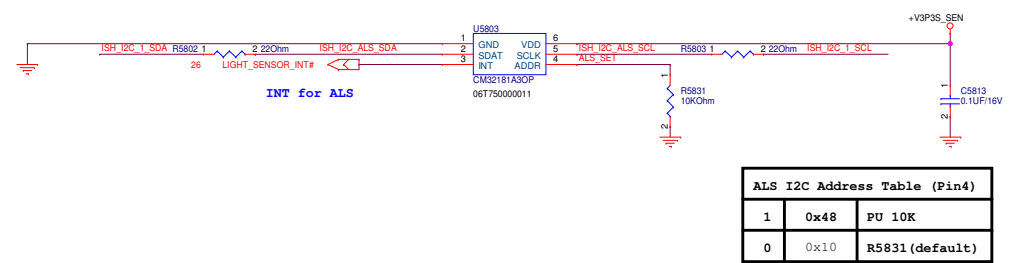 +V3P3S_SEN
U5803
ISH_I2C_1_SDA R5802 1 2 22Ohm ISH_I2C_ALS_SDA 1 GND VDD 6
2 SDAT SCLK 5 ISH_I2C_ALS_SCL R5803 1 2 22Ohm ISH_I2C_1_SCL
26 LIGHT_SENSOR_INT# 3 INT ADDR 4 ALS_SET
CM32181A3OP
06T750000011
INT for ALS
1
R5831
10KOhm
2
1
C5813
0.1UF/16V
2
ALS I2C Address Table (Pin4)
1 0x48 PU 10K
0 0x10 R5831(default)